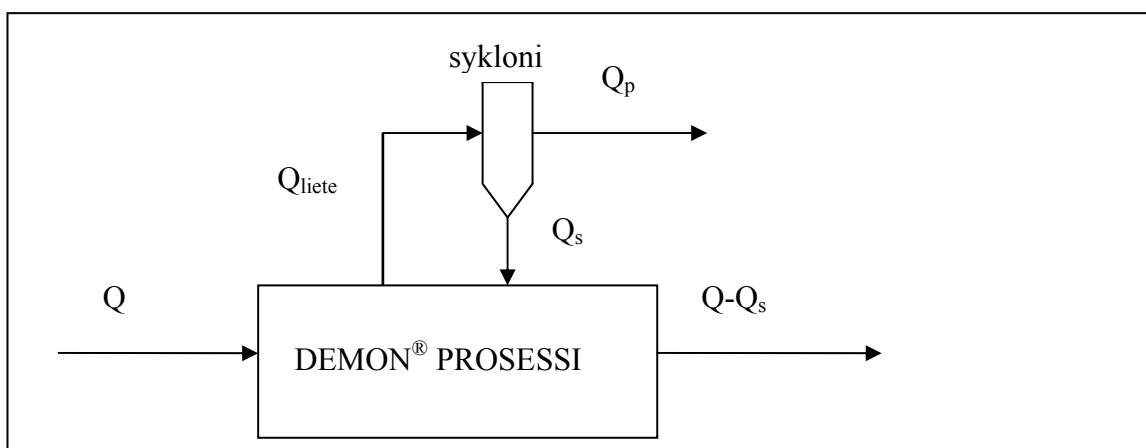 sykloni
Qp
Qliete
Qs
Q
Q-Qs
DEMON® PROSESSI